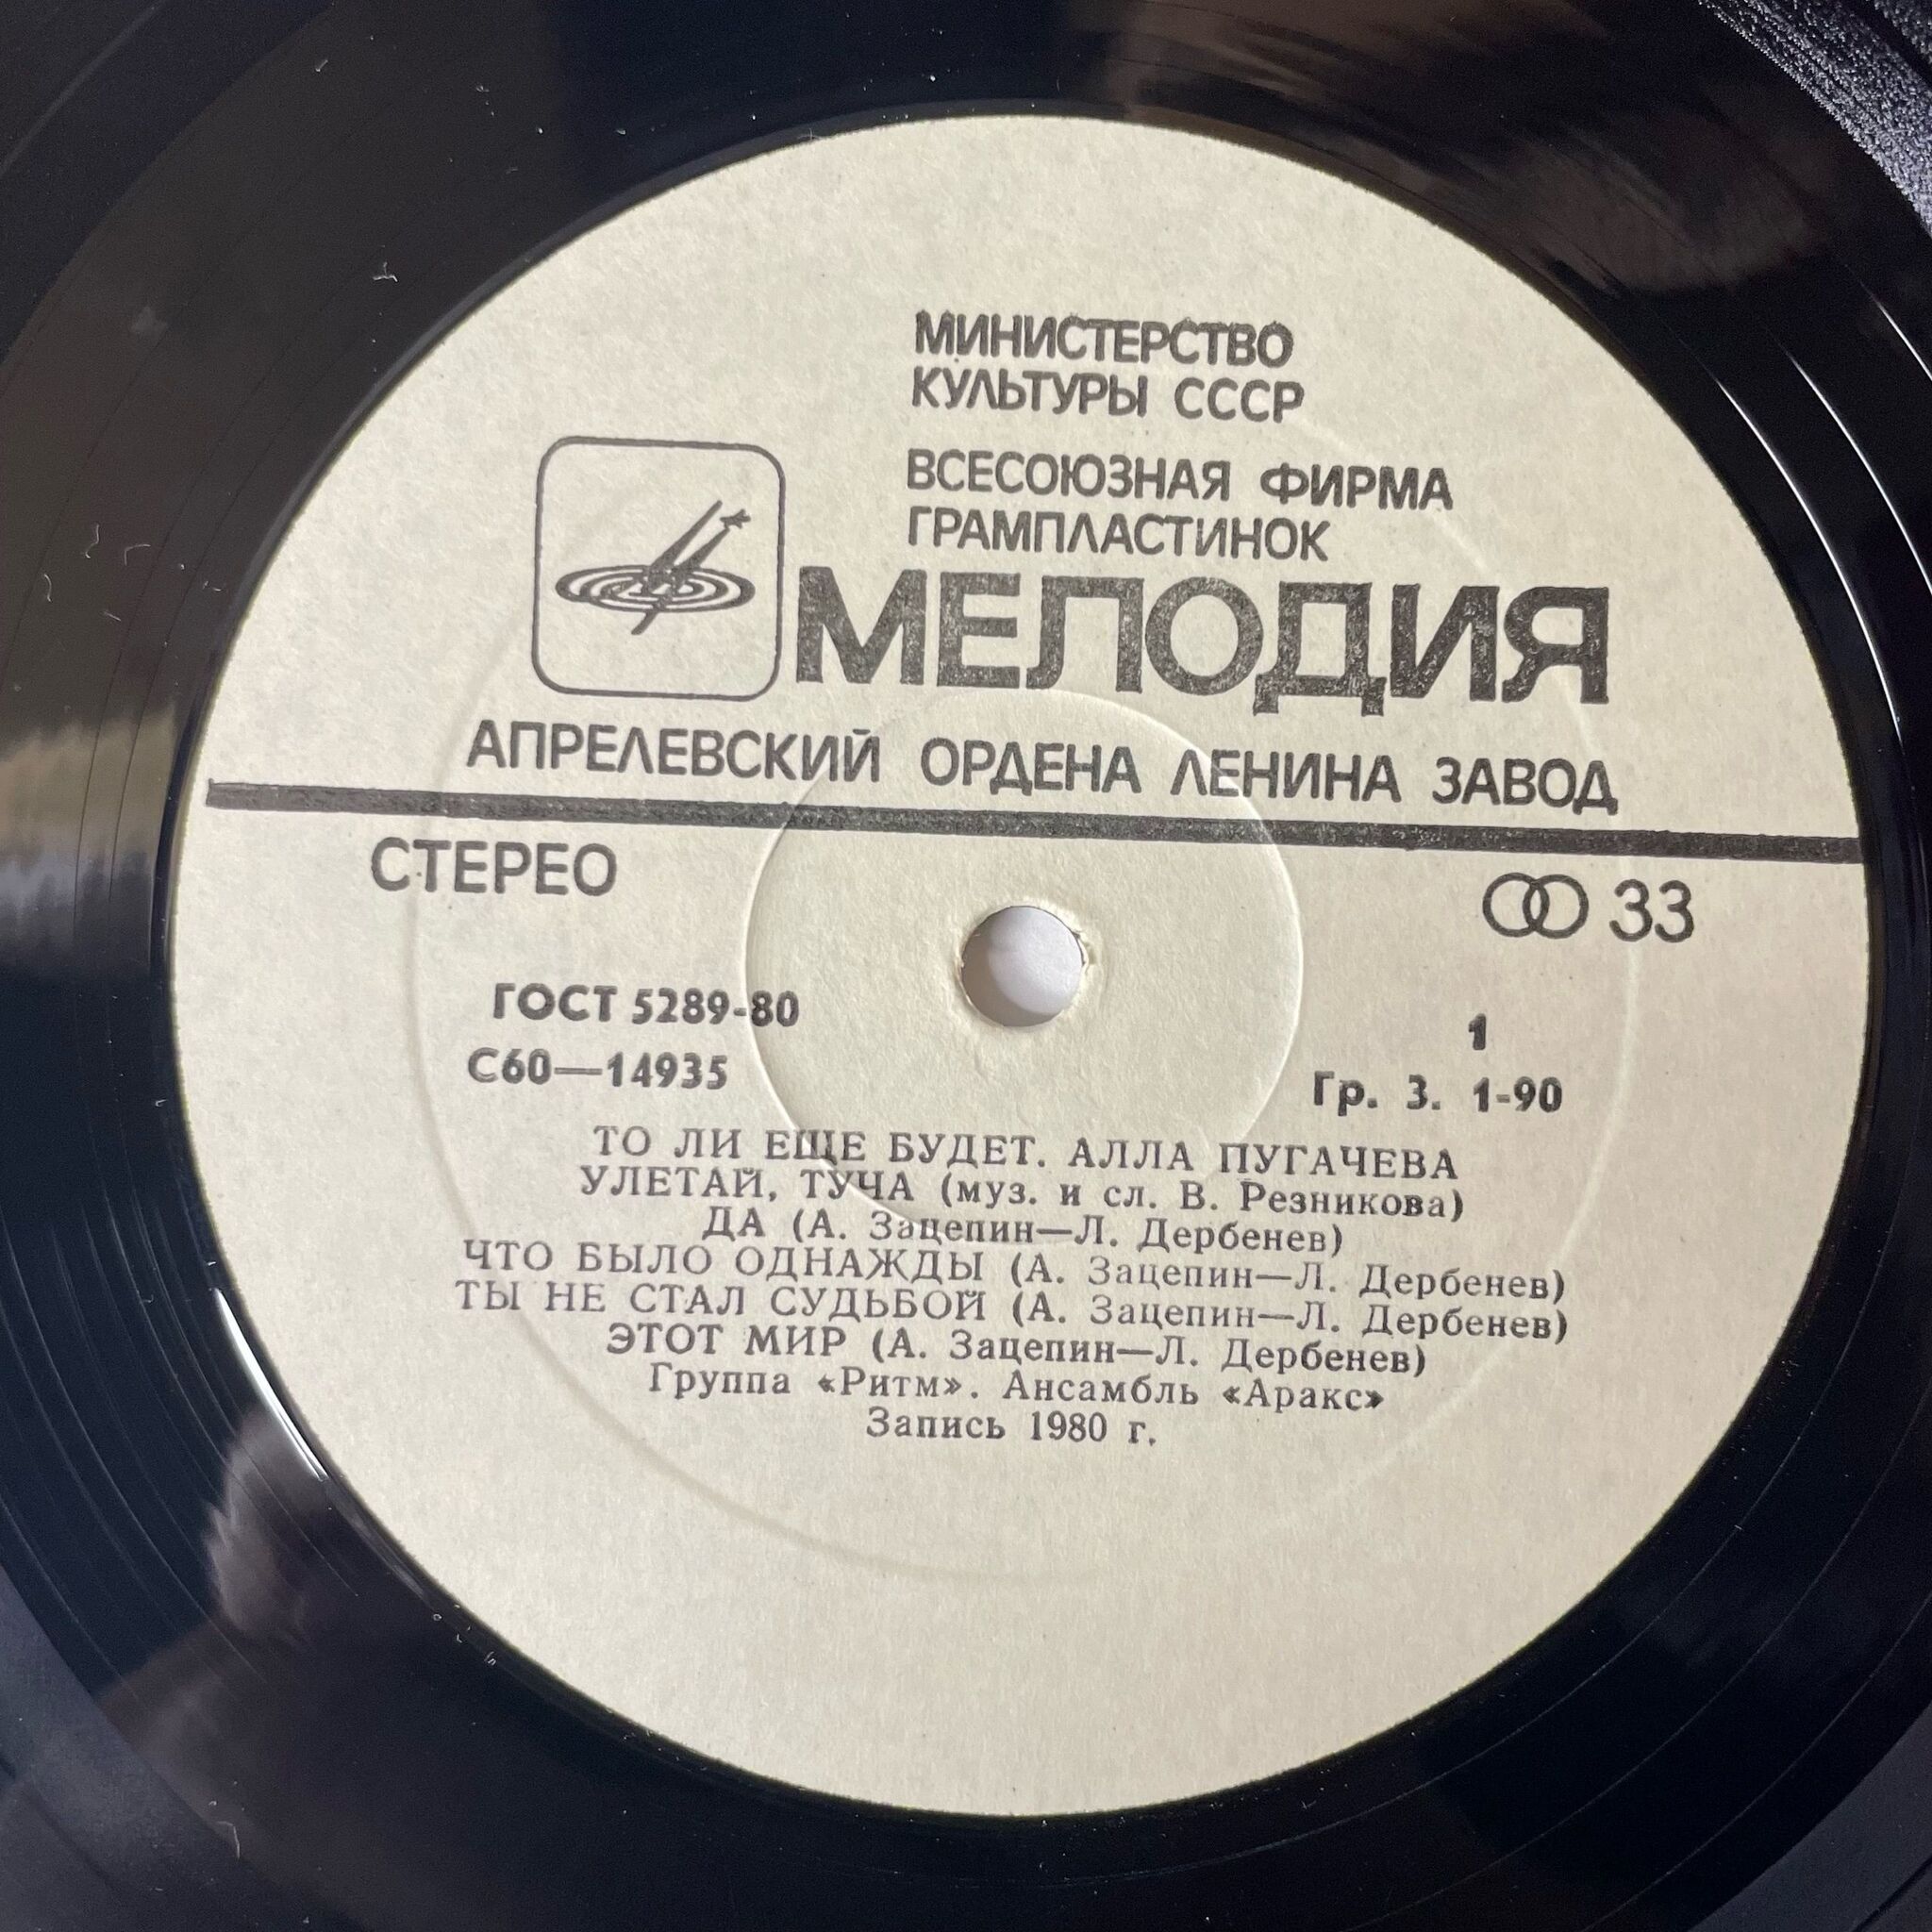 МИНИСТЕРСТВО
КУЛЬТУРЫ СССР
ВСЕСОЮЗНАЯ ФИРМА
ГРАМПЛАСТИНОК
МЕЛОДИЯ
АПРЕЛЕВСКИЙ ОРДЕНА ЛЕНИНА ЗАВОД
СТЕРЕО
33
ГОСТ 5289-80
1
С60—14935
Гр. 3. 1-90
ТО ЛИ ЕЩЕ БУДЕТ. АЛЛА ПУГАЧЕВА
УЛЕТАЙ, ТУЧА (муз. и сл. В. Резникова)
ДА (А. Зацепин—Л. Дербенев)
ЧТО БЫЛО ОДНАЖДЫ (А. Зацепин—Л. Дербенев)
ТЫ НЕ СТАЛ СУДЬБОЙ (А. Зацепин—Л. Дербенев)
ЭТОТ МИР (А. Зацепин—Л. Дербенев)
Группа «Ритм». Ансамбль «Аракс»
Запись 1980 г.